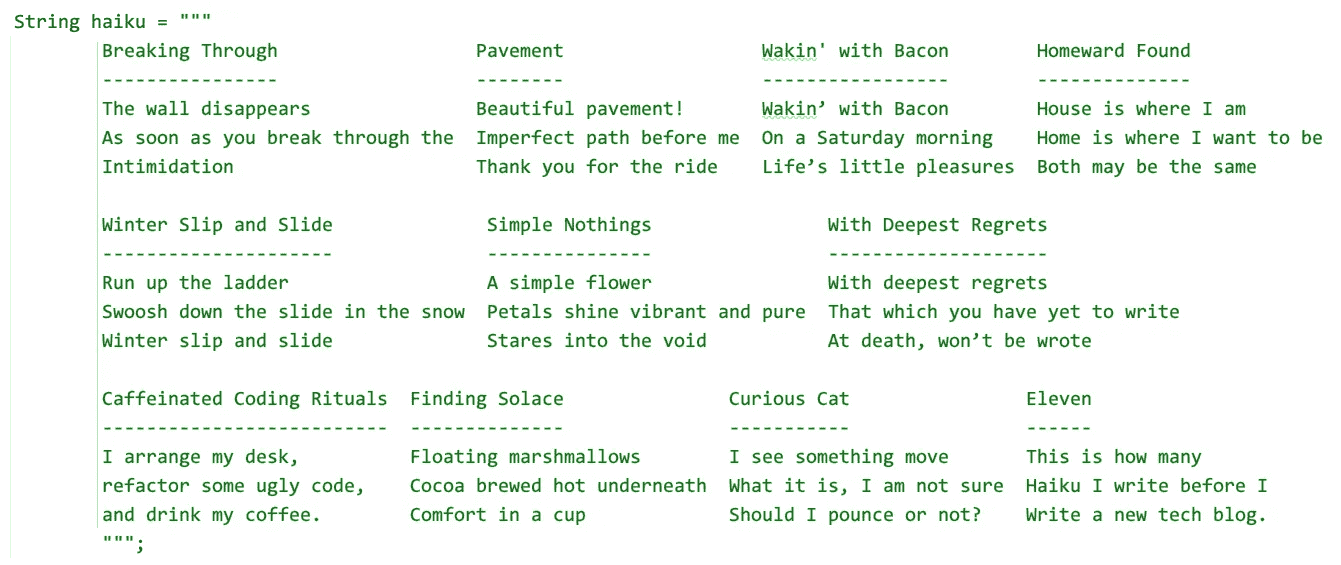 String haiku = """
Breaking Through Pavement Wakin' with Bacon Homeward Found
---------------- -------- ----------------- --------------
The wall disappears Beautiful pavement! Wakin’ with Bacon House is where I am
As soon as you break through the Imperfect path before me On a Saturday morning Home is where I want to be
Intimidation Thank you for the ride Life’s little pleasures Both may be the same
Winter Slip and Slide Simple Nothings With Deepest Regrets
--------------------- --------------- --------------------
Run up the ladder A simple flower With deepest regrets
Swoosh down the slide in the snow Petals shine vibrant and pure That which you have yet to write
Winter slip and slide Stares into the void At death, won’t be wrote
Caffeinated Coding Rituals Finding Solace Curious Cat Eleven
-------------------------- -------------- ----------- ------
I arrange my desk, Floating marshmallows I see something move This is how many
refactor some ugly code, Cocoa brewed hot underneath What it is, I am not sure Haiku I write before I
and drink my coffee. Comfort in a cup Should I pounce or not? Write a new tech blog.
""";